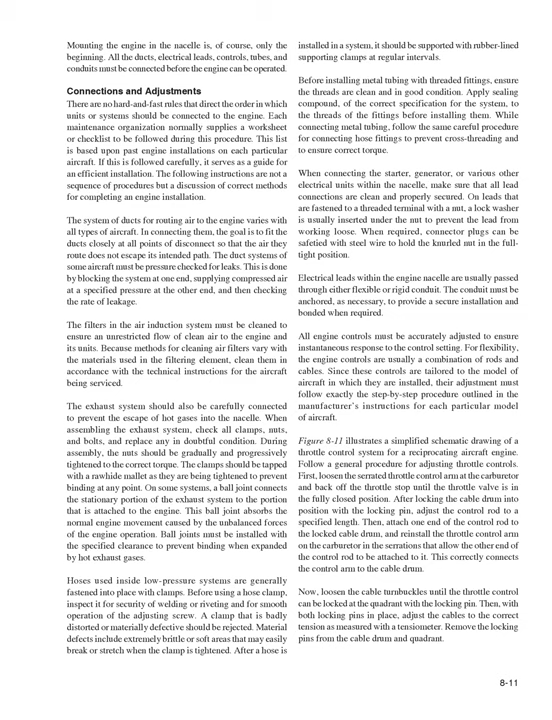 Mounting the engine in the nacelle is, of course, only the
beginning. All the ducts, electrical leads, controls, tubes, and
conduits must be connected before the engine can be operated.
Connections and Adjustments
There are no hard-and-fast rules that direct the order in which
units or systems should be connected to the engine. Each
maintenance organization normally supplies a worksheet
or checklist to be followed during this procedure. This list
is based upon past engine installations on each particular
aircraft. If this is followed carefully, it serves as a guide for
an efficient installation. The following instructions are not a
sequence of procedures but a discussion of correct methods
for completing an engine installation.
The system of ducts for routing air to the engine varies with
all types of aircraft. In connecting them, the goal is to fit the
ducts closely at all points of disconnect so that the air they
route does not escape its intended path. The duct systems of
some aircraft must be pressure checked for leaks. This is done
by blocking the system at one end, supplying compressed air
at a specified pressure at the other end, and then checking
the rate of leakage.
The filters in the air induction system must be cleaned to
ensure an unrestricted flow of clean air to the engine and
its units. Because methods for cleaning air filters vary with
the materials used in the filtering element, clean them in
accordance with the technical instructions for the aircraft
being serviced.
The exhaust system should also be carefully connected
to prevent the escape of hot gases into the nacelle. When
assembling the exhaust system, check all clamps, nuts,
and bolts, and replace any in doubtful condition. During
assembly, the nuts should be gradually and progressively
tightened to the correct torque. The clamps should be tapped
with a rawhide mallet as they are being tightened to prevent
binding at any point. On some systems, a ball joint connects
the stationary portion of the exhaust system to the portion
that is attached to the engine. This ball joint absorbs the
normal engine movement caused by the unbalanced forces
of the engine operation. Ball joints must be installed with
the specified clearance to prevent binding when expanded
by hot exhaust gases.
Hoses used inside low-pressure systems are generally
fastened into place with clamps. Before using a hose clamp,
inspect it for security of welding or riveting and for smooth
operation of the adjusting screw. A clamp that is badly
distorted or materially defective should be rejected. Material
defects include extremely brittle or soft areas that may easily
break or stretch when the clamp is tightened. After a hose is
installed in a system, it should be supported with rubber-lined
supporting clamps at regular intervals.
Before installing metal tubing with threaded fittings, ensure
the threads are clean and in good condition. Apply sealing
compound, of the correct specification for the system, to
the threads of the fittings before installing them. While
connecting metal tubing, follow the same careful procedure
for connecting hose fittings to prevent cross-threading and
to ensure correct torque.
When connecting the starter, generator, or various other
electrical units within the nacelle, make sure that all lead
connections are clean and properly secured. On leads that
are fastened to a threaded terminal with a nut, a lock washer
is usually inserted under the nut to prevent the lead from
working loose. When required, connector plugs can be
safetied with steel wire to hold the knurled nut in the full-
tight position.
Electrical leads within the engine nacelle are usually passed
through either flexible or rigid conduit. The conduit must be
anchored, as necessary, to provide a secure installation and
bonded when required.
All engine controls must be accurately adjusted to ensure
instantaneous response to the control setting. For flexibility,
the engine controls are usually a combination of rods and
cables. Since these controls are tailored to the model of
aircraft in which they are installed, their adjustment must
follow exactly the step-by-step procedure outlined in the
manufacturer's instructions for each particular model
of aircraft.
Figure 8-11 illustrates a simplified schematic drawing of a
throttle control system for a reciprocating aircraft engine.
Follow a general procedure for adjusting throttle controls.
First, loosen the serrated throttle control arm at the carburetor
and back off the throttle stop until the throttle valve is in
the fully closed position. After locking the cable drum into
position with the locking pin, adjust the control rod to a
specified length. Then, attach one end of the control rod to
the locked cable drum, and reinstall the throttle control arm
on the carburetor in the serrations that allow the other end of
the control rod to be attached to it. This correctly connects
the control arm to the cable drum.
Now, loosen the cable turnbuckles until the throttle control
can be locked at the quadrant with the locking pin. Then, with
both locking pins in place, adjust the cables to the correct
tension as measured with a tensiometer. Remove the locking
pins from the cable drum and quadrant.
8-11